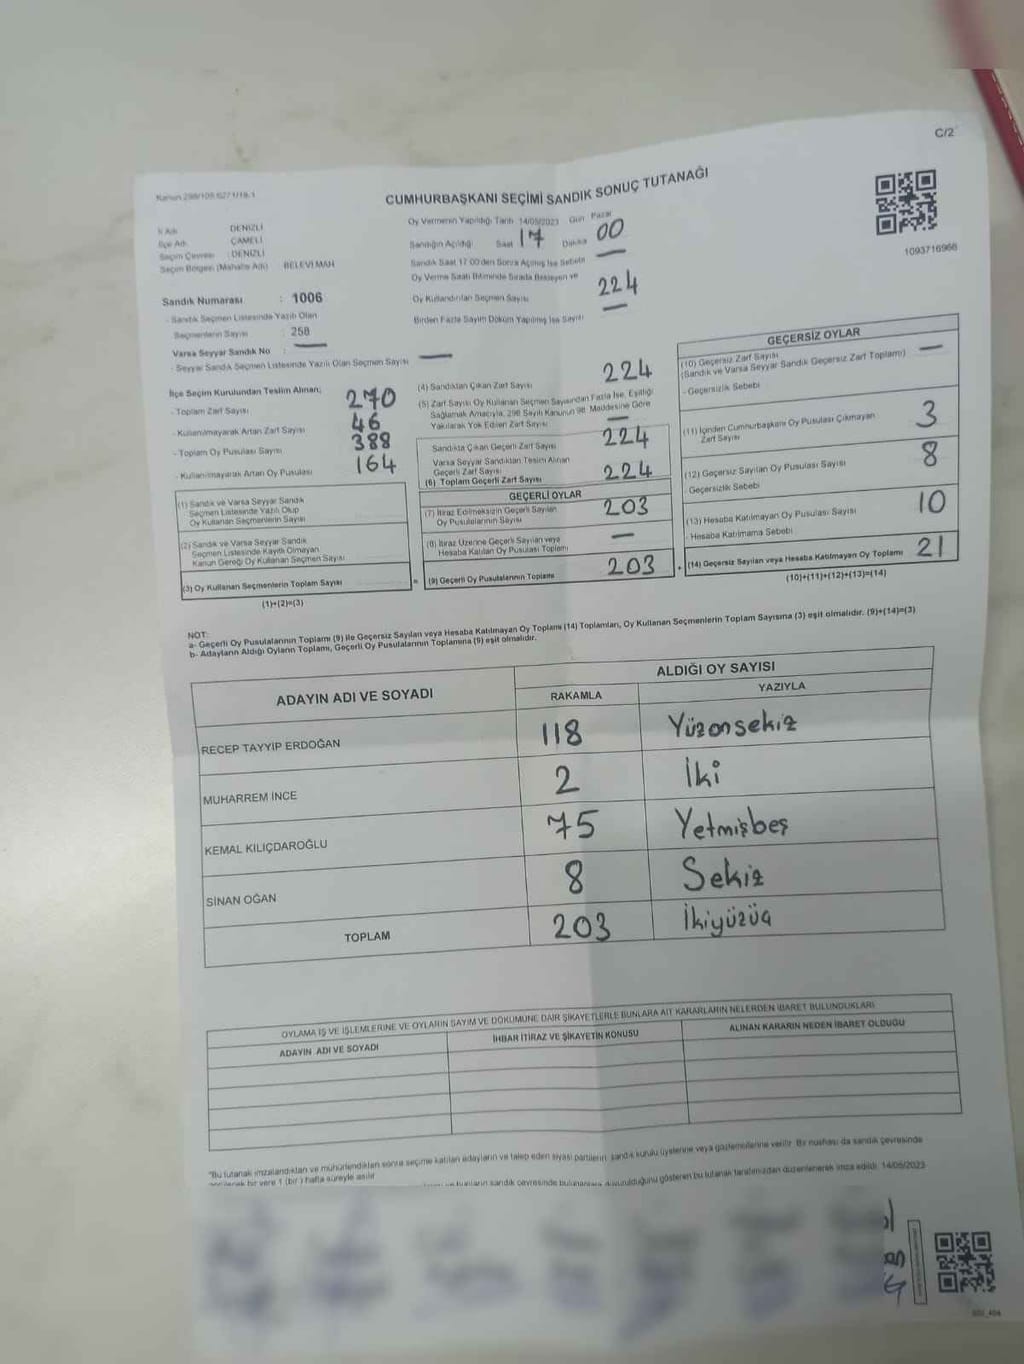 C/2
CUMHURBAŞKANI SEÇİMİ SANDIK SONUÇ TUTANAĞI
1093716966
İli Adı DENİZLİ
İlçe Adı ÇAMELİ
Seçim Çevresi : DENİZLİ
Seçim Bölgesi (Mahalle Adı) BELEVİ MAH
Sandık Numarası : 1006
- Sandık Seçmen Listesinde Yazılı Olan
Seçmenlerin Sayısı : 258
Varsa Seyyar Sandık No : —
- Seyyar Sandık Seçmen Listesinde Yazılı Olan Seçmen Sayısı —
Oy Vermenin Yapıldığı Tarih 14/05/2023 Gün Pazar
Sandığın Açıldığı Saat 17 Dakika 00
Sandık Saat 17.00'den Sonra Açılmış İse Sebebi —
Oy Verme Saati Bitiminde Sırada Bekleyen ve
Oy Kullandırılan Seçmen Sayısı 224
Birden Fazla Sayım Döküm Yapılmış İse Sayısı —
İlçe Seçim Kurulundan Teslim Alınan;
- Toplam Zarf Sayısı 270
- Kullanılmayarak Artan Zarf Sayısı 46
- Toplam Oy Pusulası Sayısı 388
- Kullanılmayarak Artan Oy Pusulası 164
(1) Sandık ve Varsa Seyyar Sandık
Seçmen Listesinde Yazılı Olup
Oy Kullanan Seçmenlerin Sayısı
(2) Sandık ve Varsa Seyyar Sandık
Seçmen Listesinde Kayıtlı Olmayan
Kanun Gereği Oy Kullanan Seçmen Sayısı
(3) Oy Kullanan Seçmenlerin Toplam Sayısı =
(1)+(2)=(3)
(4) Sandıktan Çıkan Zarf Sayısı 224
(5) Zarf Sayısı Oy Kullanan Seçmen Sayısından Fazla İse, Eşitliği
Sağlamak Amacıyla, 298 Sayılı Kanunun 98. Maddesine Göre
Yakılarak Yok Edilen Zarf Sayısı —
Sandıkta Çıkan Geçerli Zarf Sayısı 224
Varsa Seyyar Sandıktan Teslim Alınan
Geçerli Zarf Sayısı
(6) Toplam Geçerli Zarf Sayısı 224
GEÇERLİ OYLAR
(7) İtiraz Edilmeksizin Geçerli Sayılan
Oy Pusulalarının Sayısı 203
(8) İtiraz Üzerine Geçerli Sayılan veya
Hesaba Katılan Oy Pusulası Toplamı —
(9) Geçerli Oy Pusulalarının Toplamı 203
GEÇERSİZ OYLAR
(10) Geçersiz Zarf Sayısı —
(Sandık ve Varsa Seyyar Sandık Geçersiz Zarf Toplamı)
- Geçersizlik Sebebi
(11) İçinden Cumhurbaşkanı Oy Pusulası Çıkmayan
Zarf Sayısı 3
(12) Geçersiz Sayılan Oy Pusulası Sayısı 8
- Geçersizlik Sebebi
(13) Hesaba Katılmayan Oy Pusulası Sayısı 10
- Hesaba Katılmama Sebebi
(14) Geçersiz Sayılan veya Hesaba Katılmayan Oy Toplamı 21
(10)+(11)+(12)+(13)=(14)
NOT:
a- Geçerli Oy Pusulalarının Toplamı (9) ile Geçersiz Sayılan veya Hesaba Katılmayan Oy Toplamı (14) Toplamları, Oy Kullanan Seçmenlerin Toplam Sayısına (3) eşit olmalıdır. (9)+(14)=(3)
b- Adayların Aldığı Oyların Toplamı, Geçerli Oy Pusulalarının Toplamına (9) eşit olmalıdır.
ADAYIN ADI VE SOYADI
ALDIĞI OY SAYISI
RAKAMLA YAZIYLA
RECEP TAYYİP ERDOĞAN 118 Yüzonsekiz
MUHARREM İNCE 2 İki
KEMAL KILIÇDAROĞLU 75 Yetmişbeş
SİNAN OĞAN 8 Sekiz
TOPLAM 203 İkiyüzüç
OYLAMA İŞ VE İŞLEMLERİNE VE OYLARIN SAYIM VE DÖKÜMÜNE DAİR ŞİKAYETLERLE BUNLARA AİT KARARLARIN NELERDEN İBARET BULUNDUKLARI
ADAYIN ADI VE SOYADI
İHBAR İTİRAZ VE ŞİKAYETİN KONUSU
ALINAN KARARIN NEDEN İBARET OLDUĞU
"Bu tutanak imzalandıktan ve mühürlendikten sonra seçime katılan adayların ve talep eden siyasi partilerin sandık kurulu üyelerine veya gözlemcilerine verilir. Bir nüshası da sandık çevresinde
bir yere 1 (bir) hafta süreyle asılır.
bunların sandık çevresinde duyurulduğunu gösteren bu tutanak tarafımızdan düzenlenerek imza edildi. 14/05/2023